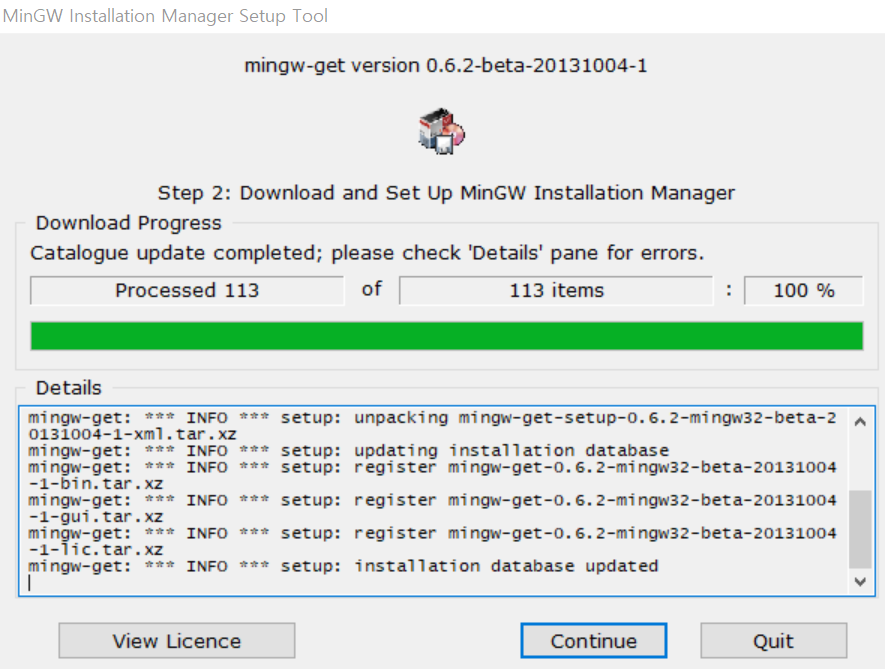 MinGW Installation Manager Setup Tool
mingw-get version 0.6.2-beta-20131004-1
Step 2: Download and Set Up MinGW Installation Manager
Download Progress
Catalogue update completed; please check 'Details' pane for errors.
Processed 113 of 113 items : 100 %
Details
mingw-get: *** INFO *** setup: unpacking mingw-get-setup-0.6.2-mingw32-beta-2
0131004-1-xml.tar.xz
mingw-get: *** INFO *** setup: updating installation database
mingw-get: *** INFO *** setup: register mingw-get-0.6.2-mingw32-beta-20131004
-1-bin.tar.xz
mingw-get: *** INFO *** setup: register mingw-get-0.6.2-mingw32-beta-20131004
-1-gui.tar.xz
mingw-get: *** INFO *** setup: register mingw-get-0.6.2-mingw32-beta-20131004
-1-lic.tar.xz
mingw-get: *** INFO *** setup: installation database updated
View Licence Continue Quit